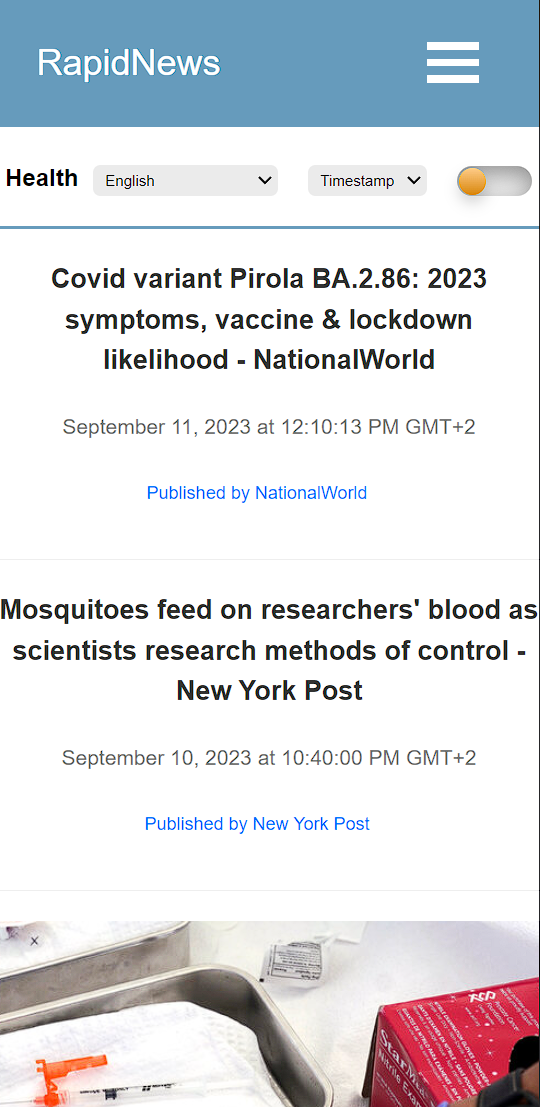 RapidNews
Health English Timestamp
Covid variant Pirola BA.2.86: 2023
symptoms, vaccine & lockdown
likelihood - NationalWorld
September 11, 2023 at 12:10:13 PM GMT+2
Published by NationalWorld
Mosquitoes feed on researchers' blood as
scientists research methods of control -
New York Post
September 10, 2023 at 10:40:00 PM GMT+2
Published by New York Post